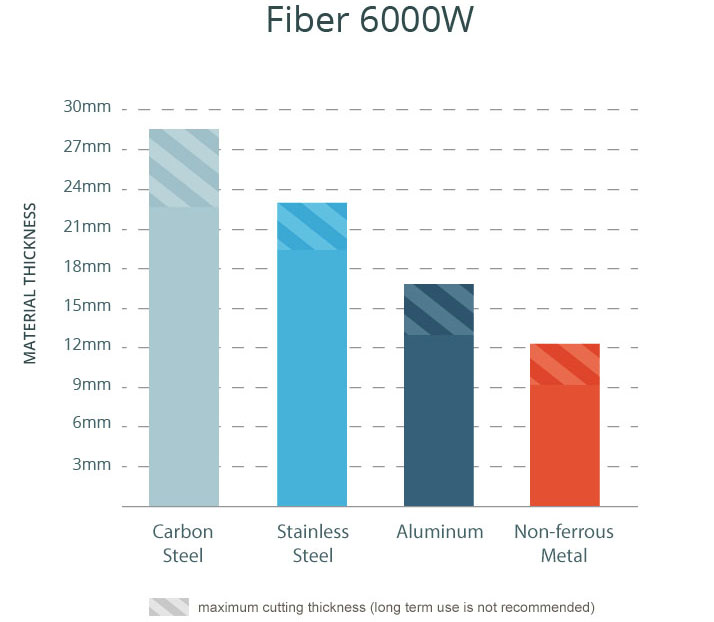 Fiber 6000W
30mm
27mm
24mm
21mm
18mm
15mm
12mm
9mm
6mm
3mm
MATERIAL THICKNESS
Carbon
Steel
Stainless
Steel
Aluminum
Non-ferrous
Metal
maximum cutting thickness (long term use is not recommended)